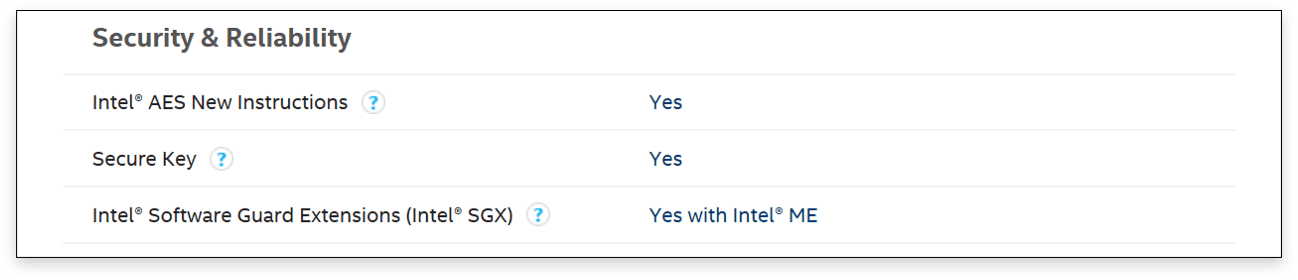 Security & Reliability
Intel® AES New Instructions ? Yes
Secure Key ? Yes
Intel® Software Guard Extensions (Intel® SGX) ? Yes with Intel® ME